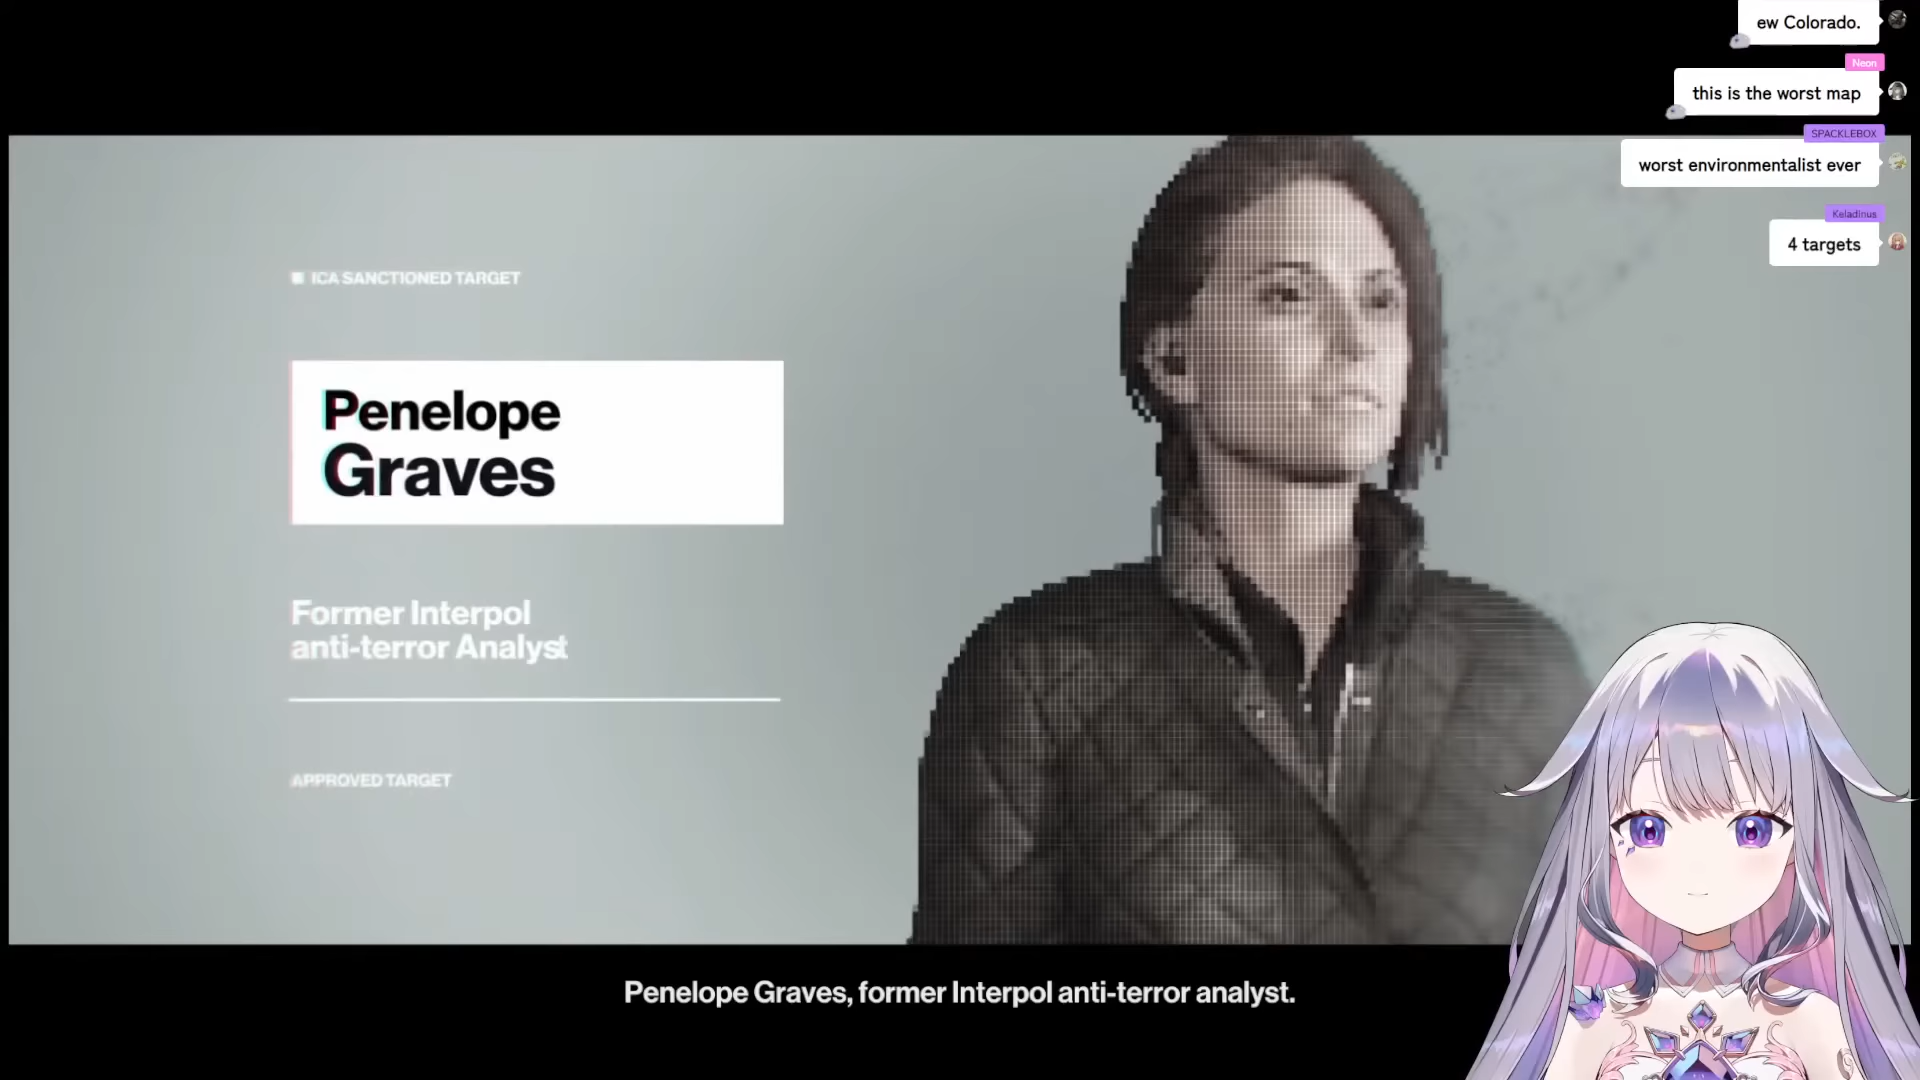 ew Colorado.
Neon
this is the worst map
SPACKLEBOX
worst environmentalist ever
Keladinus
4 targets
ICA SANCTIONED TARGET
Penelope
Graves
Former Interpol
anti-terror Analyst
APPROVED TARGET
Penelope Graves, former Interpol anti-terror analyst.